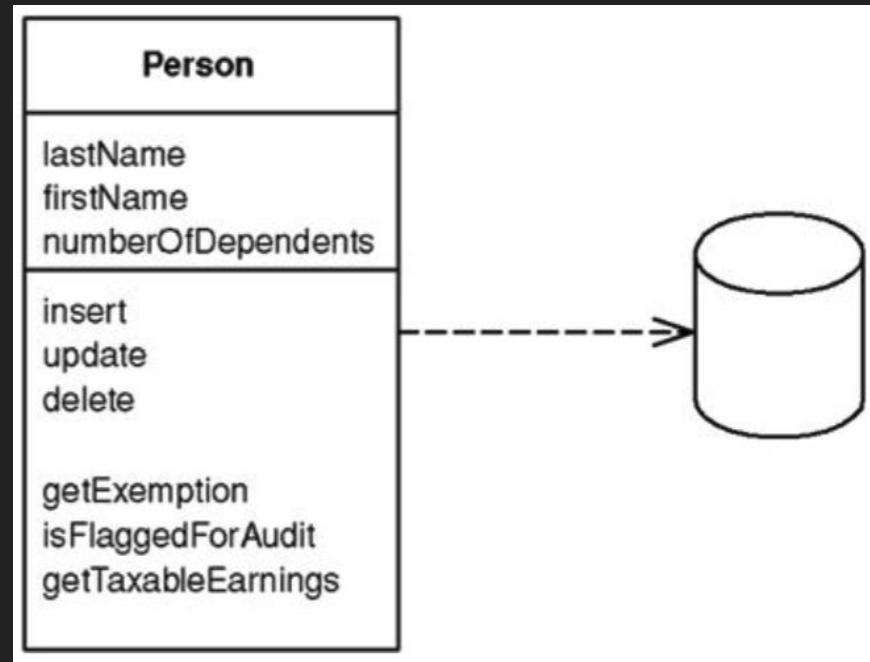 Person
lastName
firstName
numberOfDependents
insert
update
delete
getExemption
isFlaggedForAudit
getTaxableEarnings